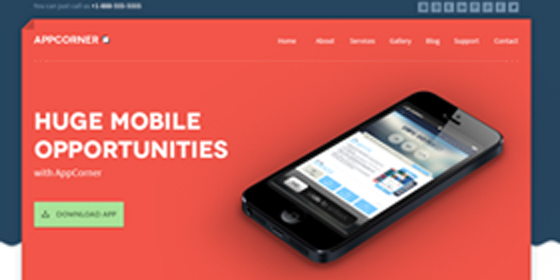 You can just call us +1-888-555-5555
APPCORNER
Home About Services Gallery Blog Support Contact
HUGE MOBILE
OPPORTUNITIES
with AppCorner
DOWNLOAD APP